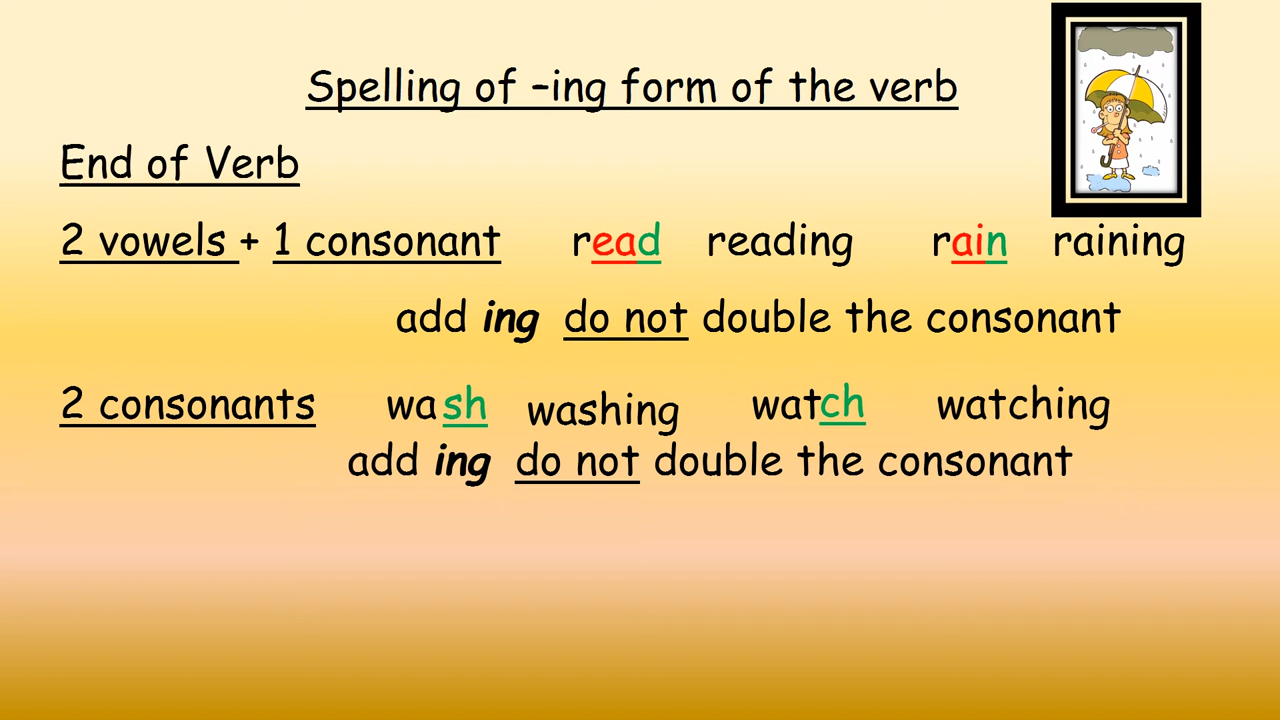 Spelling of –ing form of the verb
End of Verb
2 vowels + 1 consonant read reading rain raining
add ing do not double the consonant
2 consonants wash washing watch watching
add ing do not double the consonant